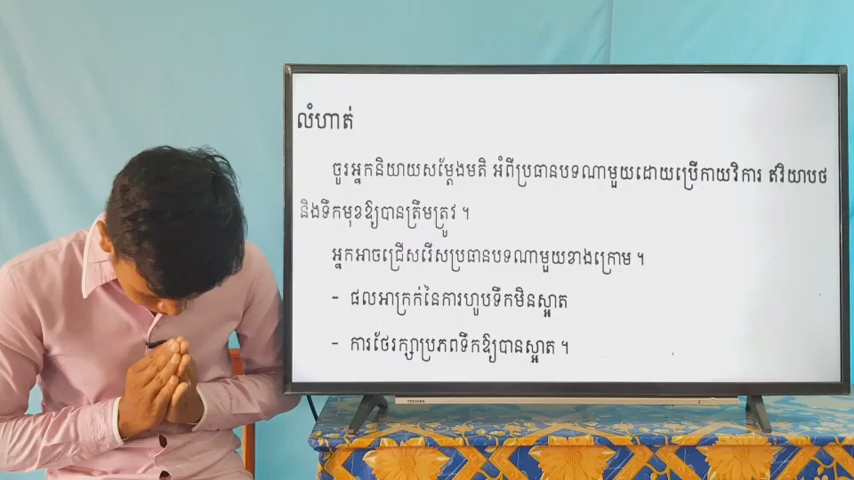 លំហាត់
ចូរអ្នកនិយាយសម្ដែងមតិ អំពីប្រធានបទណាមួយដោយប្រើកាយវិការ ឥរិយាបថ
និងទឹកមុខឱ្យបានត្រឹមត្រូវ ។
អ្នកអាចជ្រើសរើសប្រធានបទណាមួយខាងក្រោម ។
- ផលអាក្រក់នៃការហូបទឹកមិនស្អាត
- ការថែរក្សាប្រភពទឹកឱ្យបានស្អាត ។
TOSHIBA